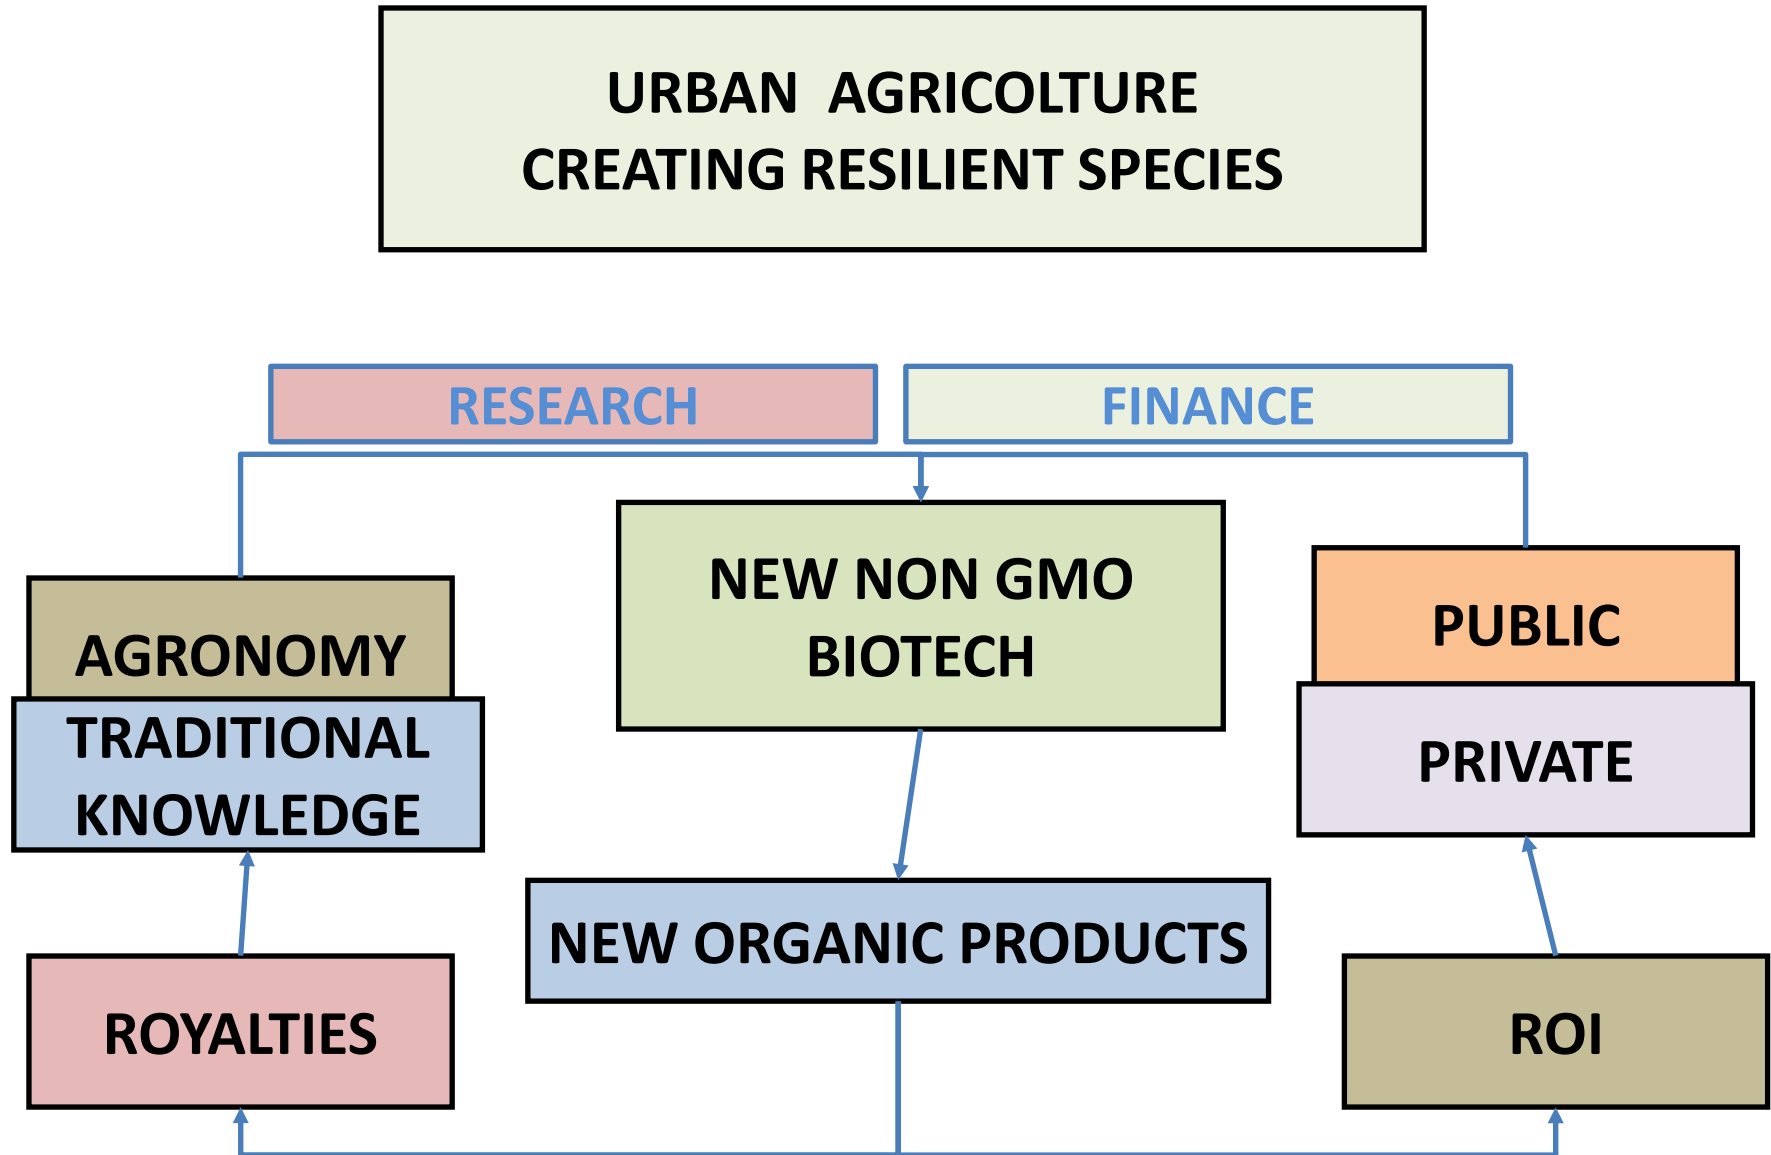 URBAN AGRICOLTURE
CREATING RESILIENT SPECIES
RESEARCH
FINANCE
NEW NON GMO
BIOTECH
AGRONOMY
TRADITIONAL
KNOWLEDGE
PUBLIC
PRIVATE
NEW ORGANIC PRODUCTS
ROYALTIES
ROI